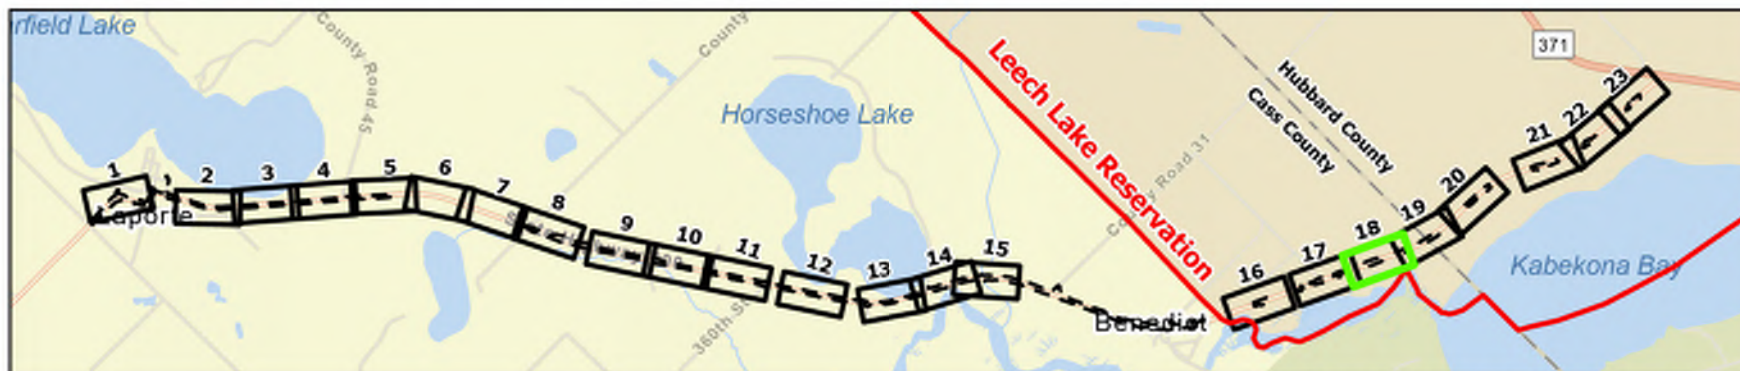 rfield Lake
County Road 45
County
371
Horseshoe Lake
Leech Lake Reservation
Hubbard County
Cass County
County Road 31
1
2
3
4
5
6
7
8
9
10
11
12
13
14
15
16
17
18
19
20
21
22
23
Laporte
360th St
Benedict
Kabekona Bay